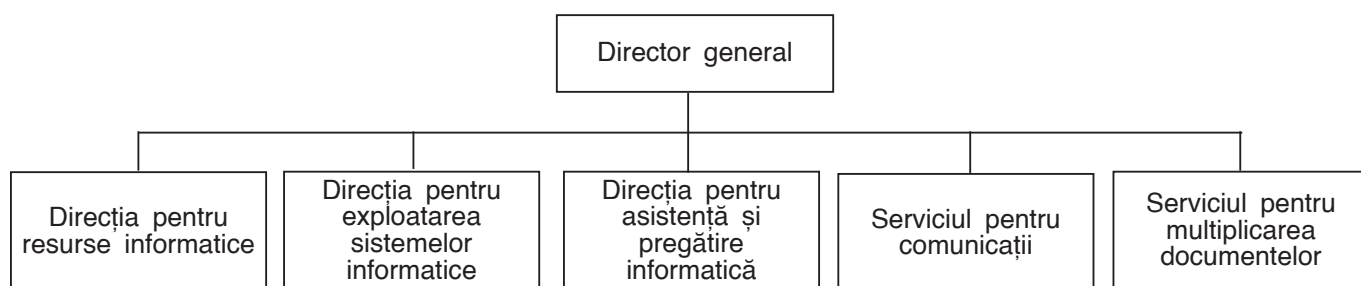 Director general
Direcția pentru
resurse informatice
Direcția pentru
exploatarea
sistemelor
informatice
Direcția pentru
asistență și
pregătire
informatică
Serviciul pentru
comunicații
Serviciul pentru
multiplicarea
documentelor